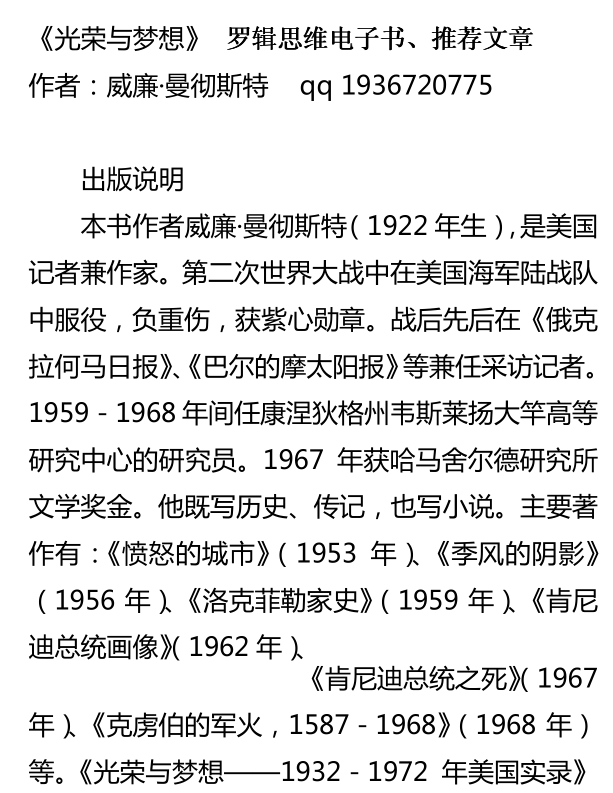 《光荣与梦想》 罗辑思维电子书、推荐文章
作者：威廉·曼彻斯特 qq 1936720775
出版说明
本书作者威廉·曼彻斯特（1922 年生），是美国
记者兼作家。第二次世界大战中在美国海军陆战队
中服役，负重伤，获紫心勋章。战后先后在《俄克
拉何马日报》、《巴尔的摩太阳报》等兼任采访记者。
1959－1968 年间任康涅狄格州韦斯莱扬大竿高等
研究中心的研究员。1967 年获哈马舍尔德研究所
文学奖金。他既写历史、传记，也写小说。主要著
作有：《愤怒的城市》（1953 年）、《季风的阴影》
（1956 年）、《洛克菲勒家史》（1959 年）、《肯尼
迪总统画像》（1962 年）、
《肯尼迪总统之死》（1967
年）、《克虏伯的军火，1587－1968》（1968 年）
等。《光荣与梦想——1932－1972 年美国实录》